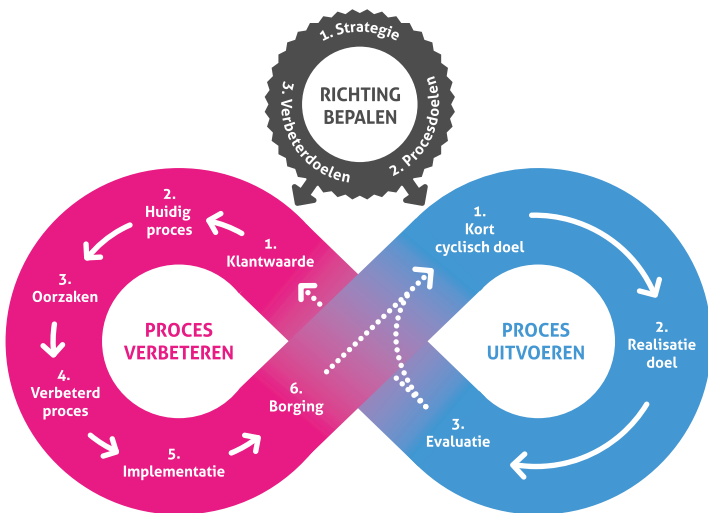 1. Strategie
RICHTING
BEPALEN
2. Procesdoelen
3. Verbeterdoelen
PROCES
VERBETEREN
1.
Klantwaarde
2.
Huidig
proces
3.
Oorzaken
4.
Verbeterd
proces
5.
Implementatie
6.
Borging
PROCES
UITVOEREN
1.
Kort
cyclisch doel
2.
Realisatie
doel
3.
Evaluatie